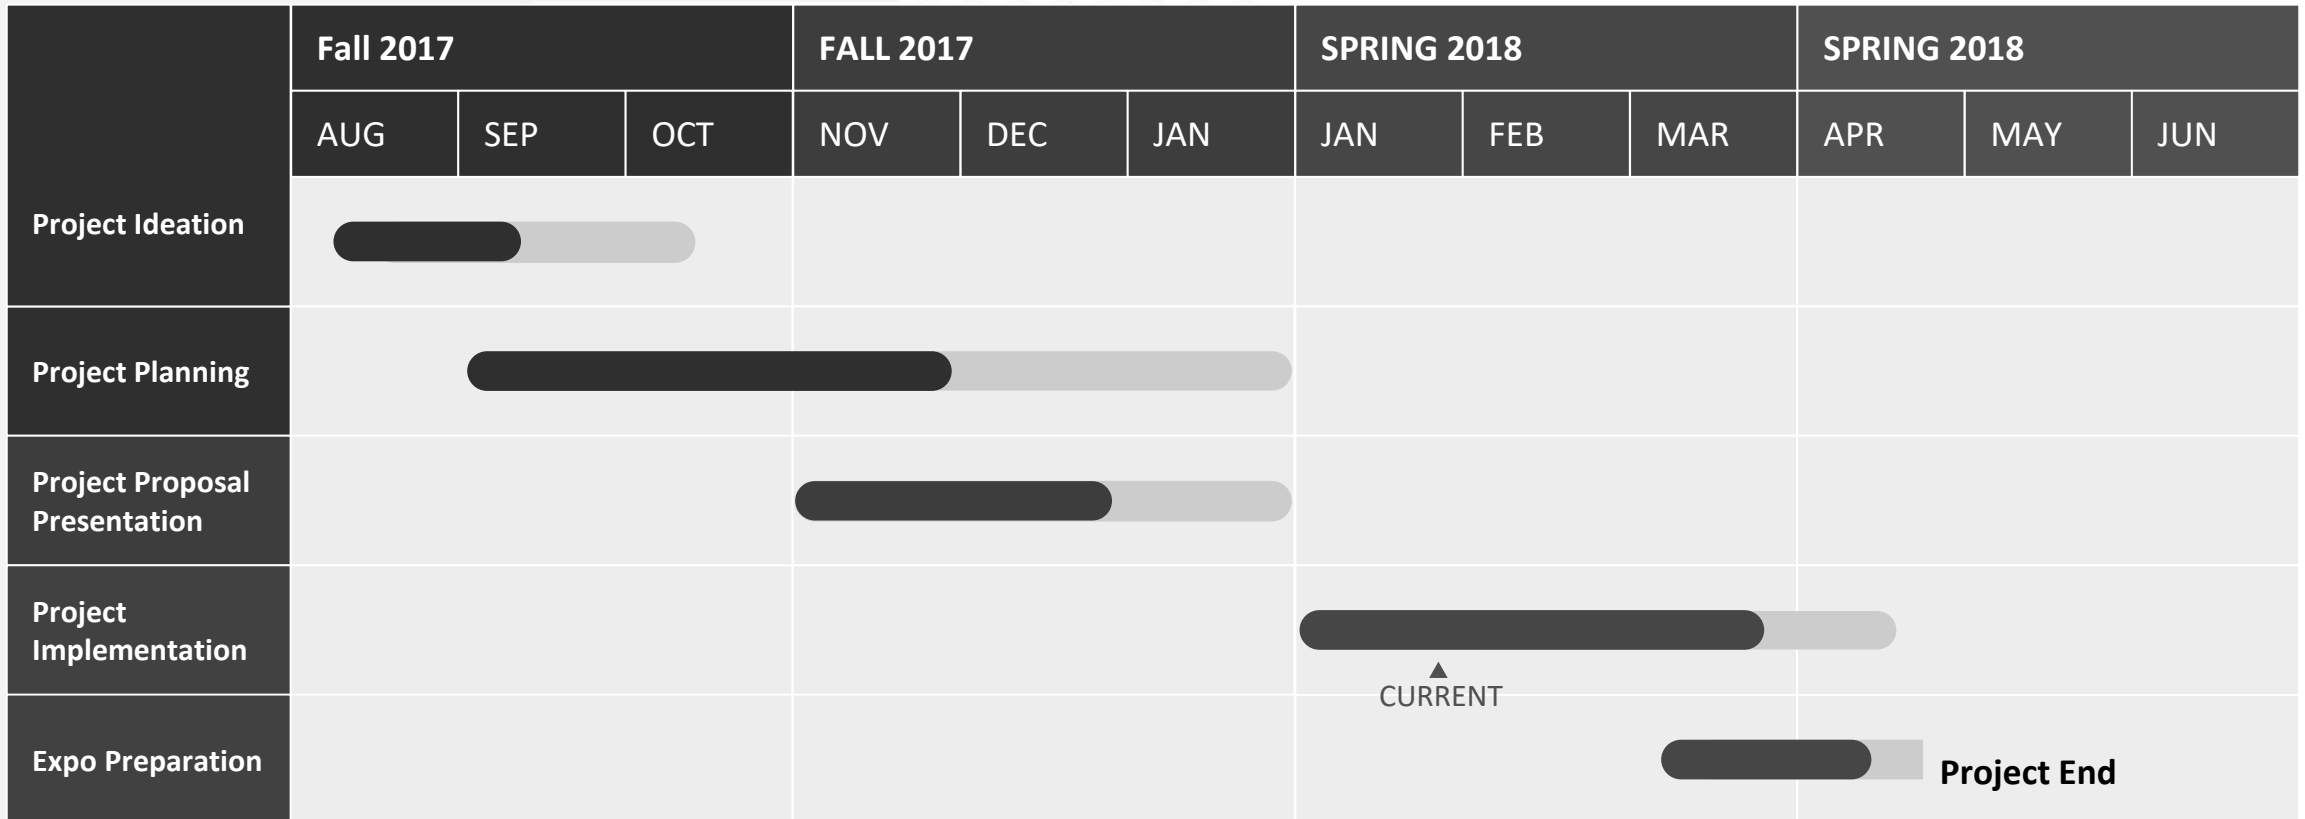 Fall 2017
FALL 2017
SPRING 2018
SPRING 2018
AUG
SEP
OCT
NOV
DEC
JAN
JAN
FEB
MAR
APR
MAY
JUN
Project Ideation
Project Planning
Project Proposal
Presentation
Project
Implementation
CURRENT
Expo Preparation
Project End